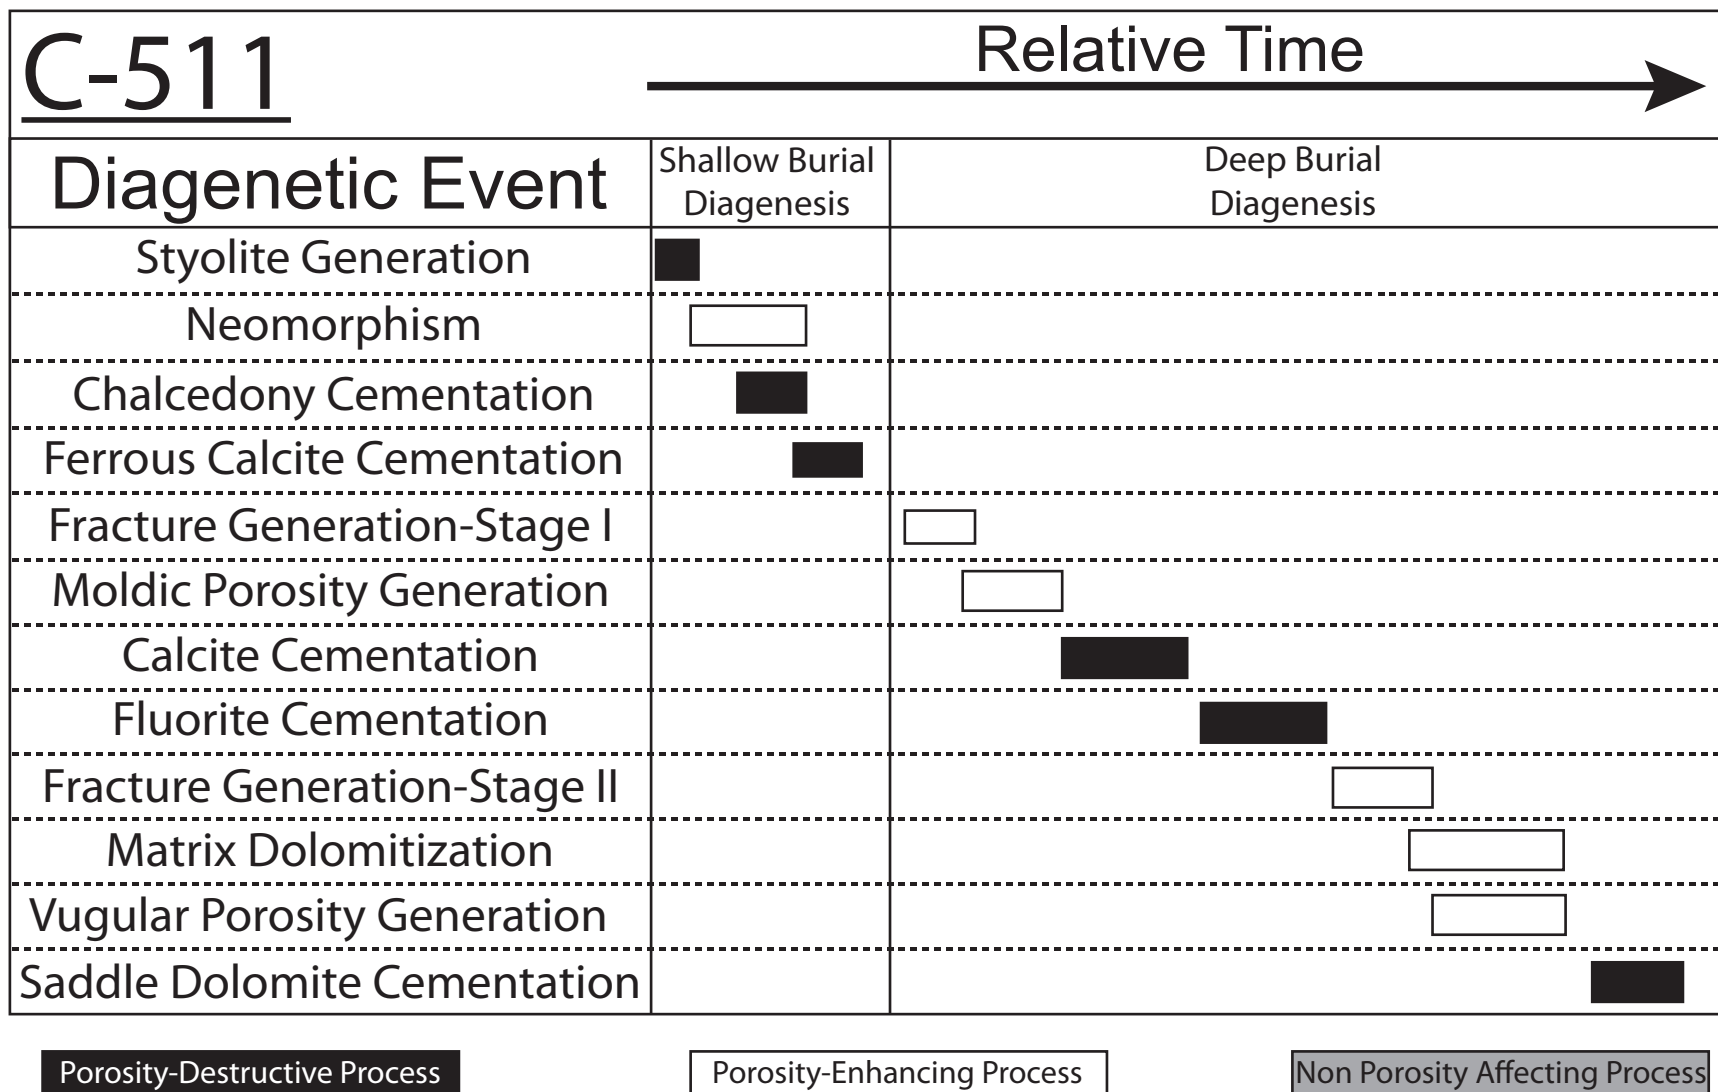 C-511
Relative Time
Diagenetic Event
Shallow Burial
Diagenesis
Deep Burial
Diagenesis
Styolite Generation
Neomorphism
Chalcedony Cementation
Ferrous Calcite Cementation
Fracture Generation-Stage I
Moldic Porosity Generation
Calcite Cementation
Fluorite Cementation
Fracture Generation-Stage II
Matrix Dolomitization
Vugular Porosity Generation
Saddle Dolomite Cementation
Porosity-Destructive Process
Porosity-Enhancing Process
Non Porosity Affecting Process